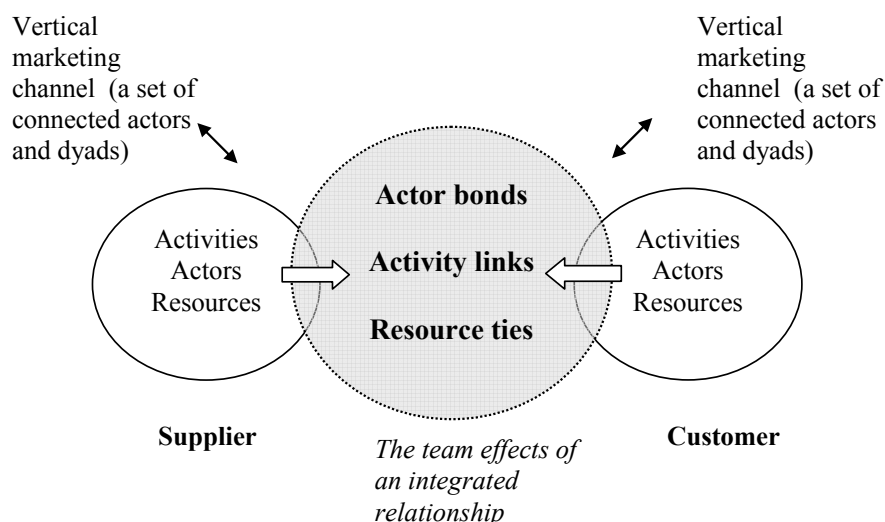 Vertical
marketing
channel (a set of
connected actors
and dyads)
Vertical
marketing
channel (a set of
connected actors
and dyads)
Activities
Actors
Resources
Actor bonds
Activity links
Resource ties
Activities
Actors
Resources
Supplier
The team effects of
an integrated
relationship
Customer